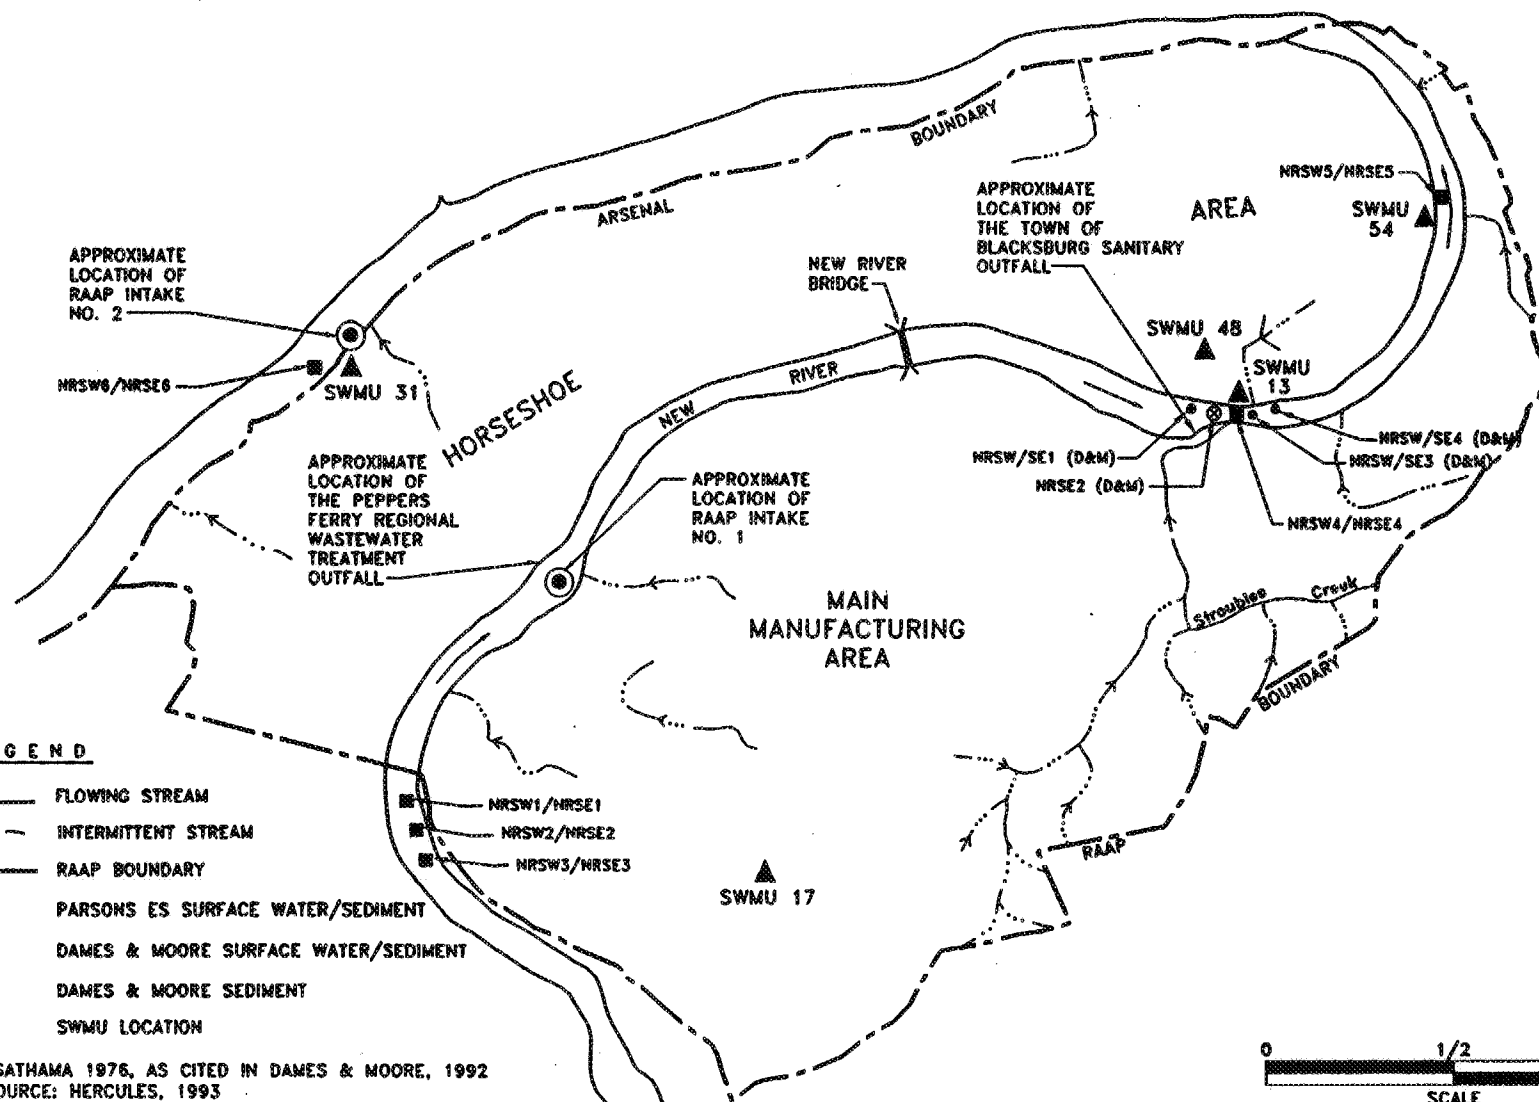 BOUNDARY
ARSENAL
APPROXIMATE
LOCATION OF
THE TOWN OF
BLACKSBURG SANITARY
OUTFALL
AREA
NRSW5/NRSE5
SWMU
54
APPROXIMATE
LOCATION OF
RAAP INTAKE
NO. 2
NEW RIVER
BRIDGE
SWMU 48
SWMU
13
NRSW6/NRSE6
SWMU 31
HORSESHOE
NEW
RIVER
NRSW/SE4 (D&M)
NRSW/SE3 (D&M)
NRSW/SE1 (D&M)
NRSE2 (D&M)
NRSW4/NRSE4
APPROXIMATE
LOCATION OF
THE PEPPERS
FERRY REGIONAL
WASTEWATER
TREATMENT
OUTFALL
APPROXIMATE
LOCATION OF
RAAP INTAKE
NO. 1
MAIN
MANUFACTURING
AREA
Stroubles Creek
BOUNDARY
RAAP
NRSW1/NRSE1
NRSW2/NRSE2
NRSW3/NRSE3
SWMU 17
GEND
FLOWING STREAM
INTERMITTENT STREAM
RAAP BOUNDARY
PARSONS ES SURFACE WATER/SEDIMENT
DAMES & MOORE SURFACE WATER/SEDIMENT
DAMES & MOORE SEDIMENT
SWMU LOCATION
SATHAMA 1976, AS CITED IN DAMES & MOORE, 1992
OURCE: HERCULES, 1993
0 1/2
SCALE